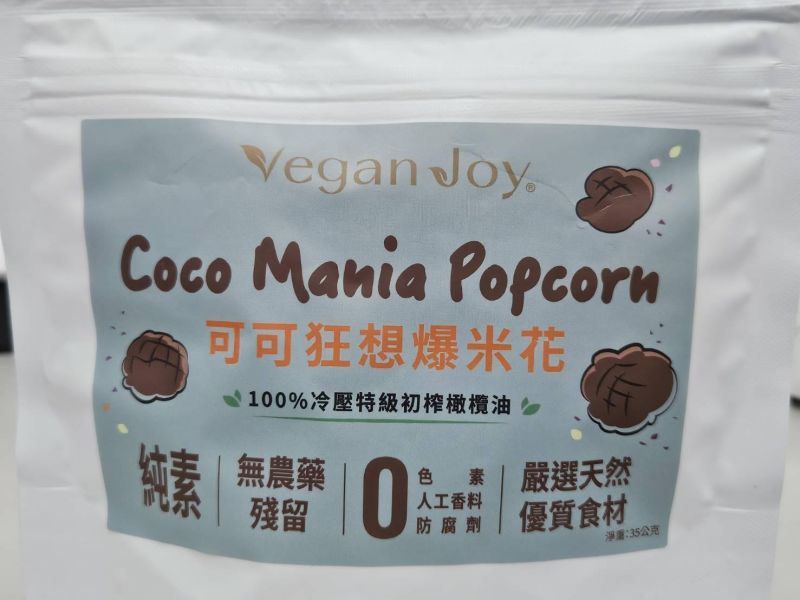 Vegan Joy®
Coco Mania Popcorn
可可狂想爆米花
100%冷壓特級初榨橄欖油
純素
無農藥
殘留
0
色素
人工香料
防腐劑
嚴選天然
優質食材
淨重:35公克